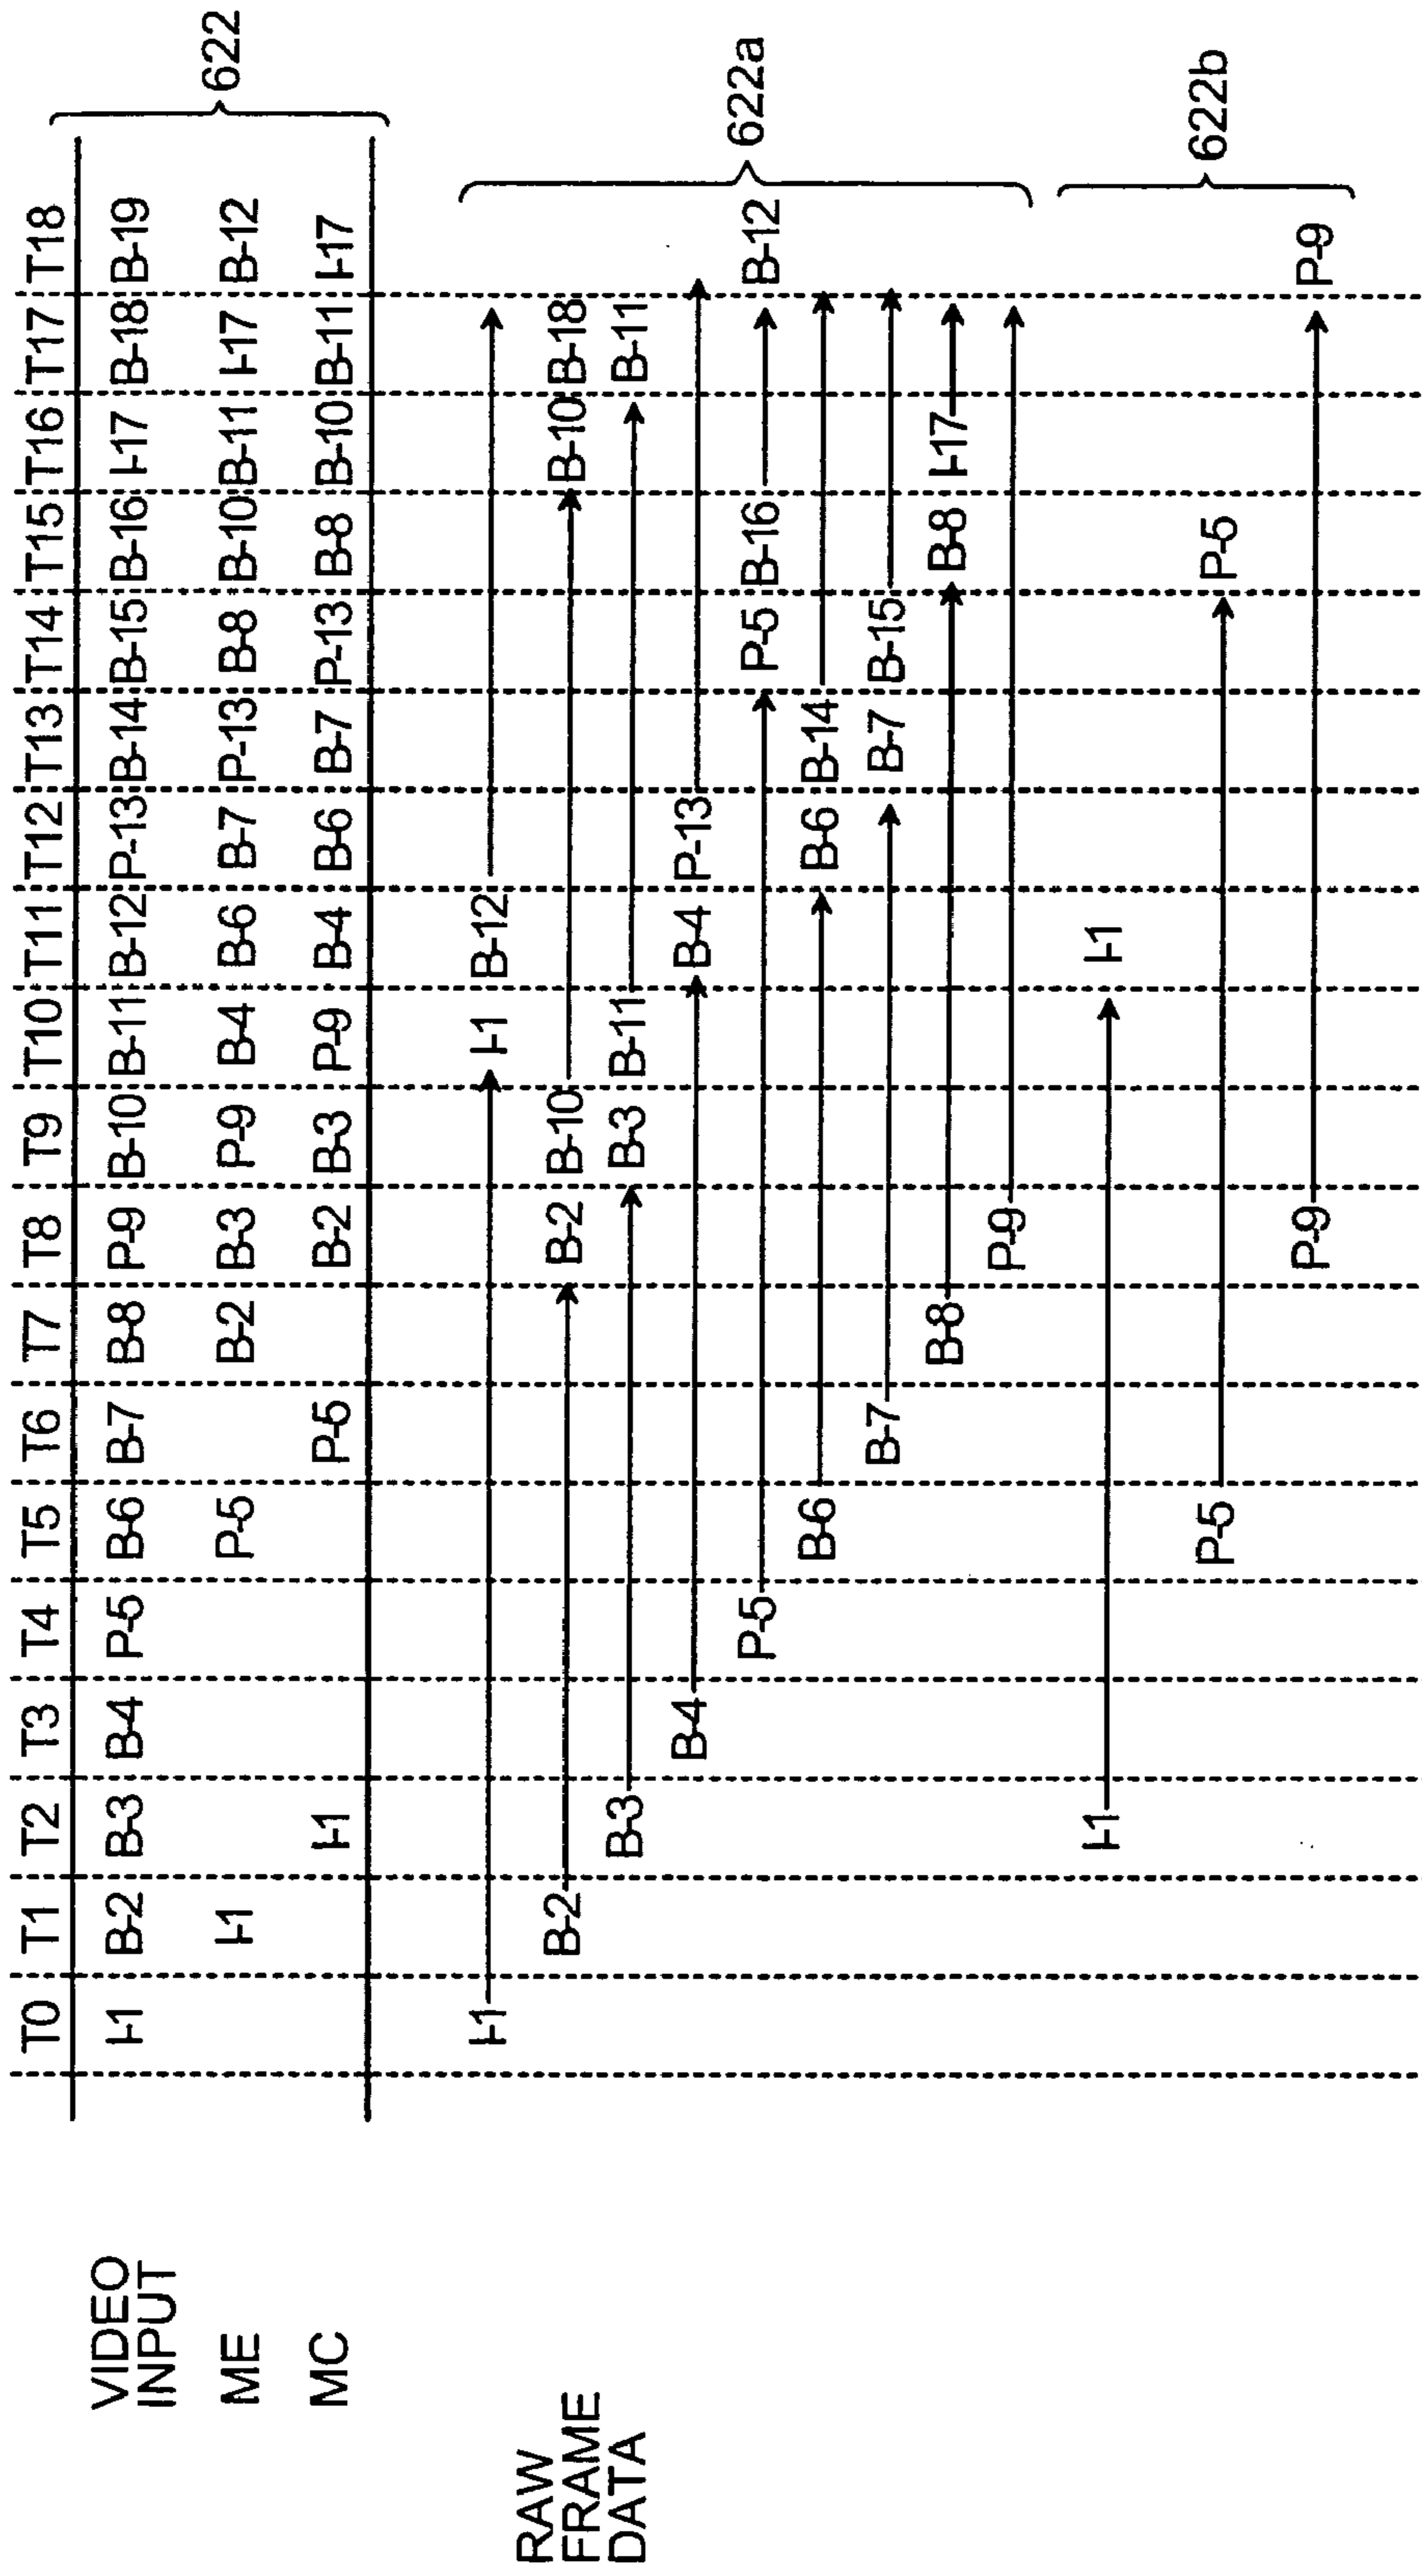 T0 T1 T2 T3 T4 T5 T6 T7 T8 T9 T10 T11 T12 T13 T14 T15 T16 T17 T18
VIDEO
INPUT
I-1 B-2 B-3 B-4 P-5 B-6 B-7 B-8 P-9 B-10 B-11 B-12 P-13 B-14 B-15 B-16 I-17 B-18 B-19
622
ME
I-1 P-5 B-2 B-3 P-9 B-4 B-6 B-7 P-13 B-8 B-10 B-11 I-17 B-12
MC
I-1 P-5 B-2 B-3 P-9 B-4 B-6 B-7 P-13 B-8 B-10 B-11 I-17
RAW
FRAME
DATA
I-1 I-1 B-12
B-2 B-2 B-10 B-10 B-18
B-3 B-3 B-11 B-11
B-4 B-4 P-13
P-5 P-5 B-16 B-12
622a
B-6 B-6 B-14
B-7 B-7 B-15
B-8 B-8 I-17
P-9
I-1 I-1
P-5 P-5
622b
P-9 P-9